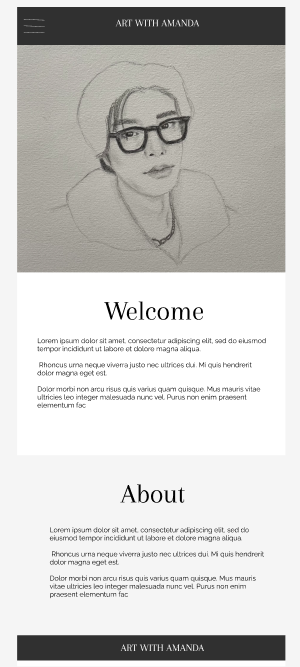 ART WITH AMANDA
Welcome
Lorem ipsum dolor sit amet, consectetur adipiscing elit, sed do eiusmod
tempor incididunt ut labore et dolore magna aliqua.
Rhoncus urna neque viverra justo nec ultrices dui. Mi quis hendrerit
dolor magna eget est.
Dolor morbi non arcu risus quis varius quam quisque. Mus mauris vitae
ultricies leo integer malesuada nunc vel. Purus non enim praesent
elementum fac
About
Lorem ipsum dolor sit amet, consectetur adipiscing elit, sed do
eiusmod tempor incididunt ut labore et dolore magna aliqua.
Rhoncus urna neque viverra justo nec ultrices dui. Mi quis hendrerit
dolor magna eget est.
Dolor morbi non arcu risus quis varius quam quisque. Mus mauris
vitae ultricies leo integer malesuada nunc vel. Purus non enim
praesent elementum fac
ART WITH AMANDA